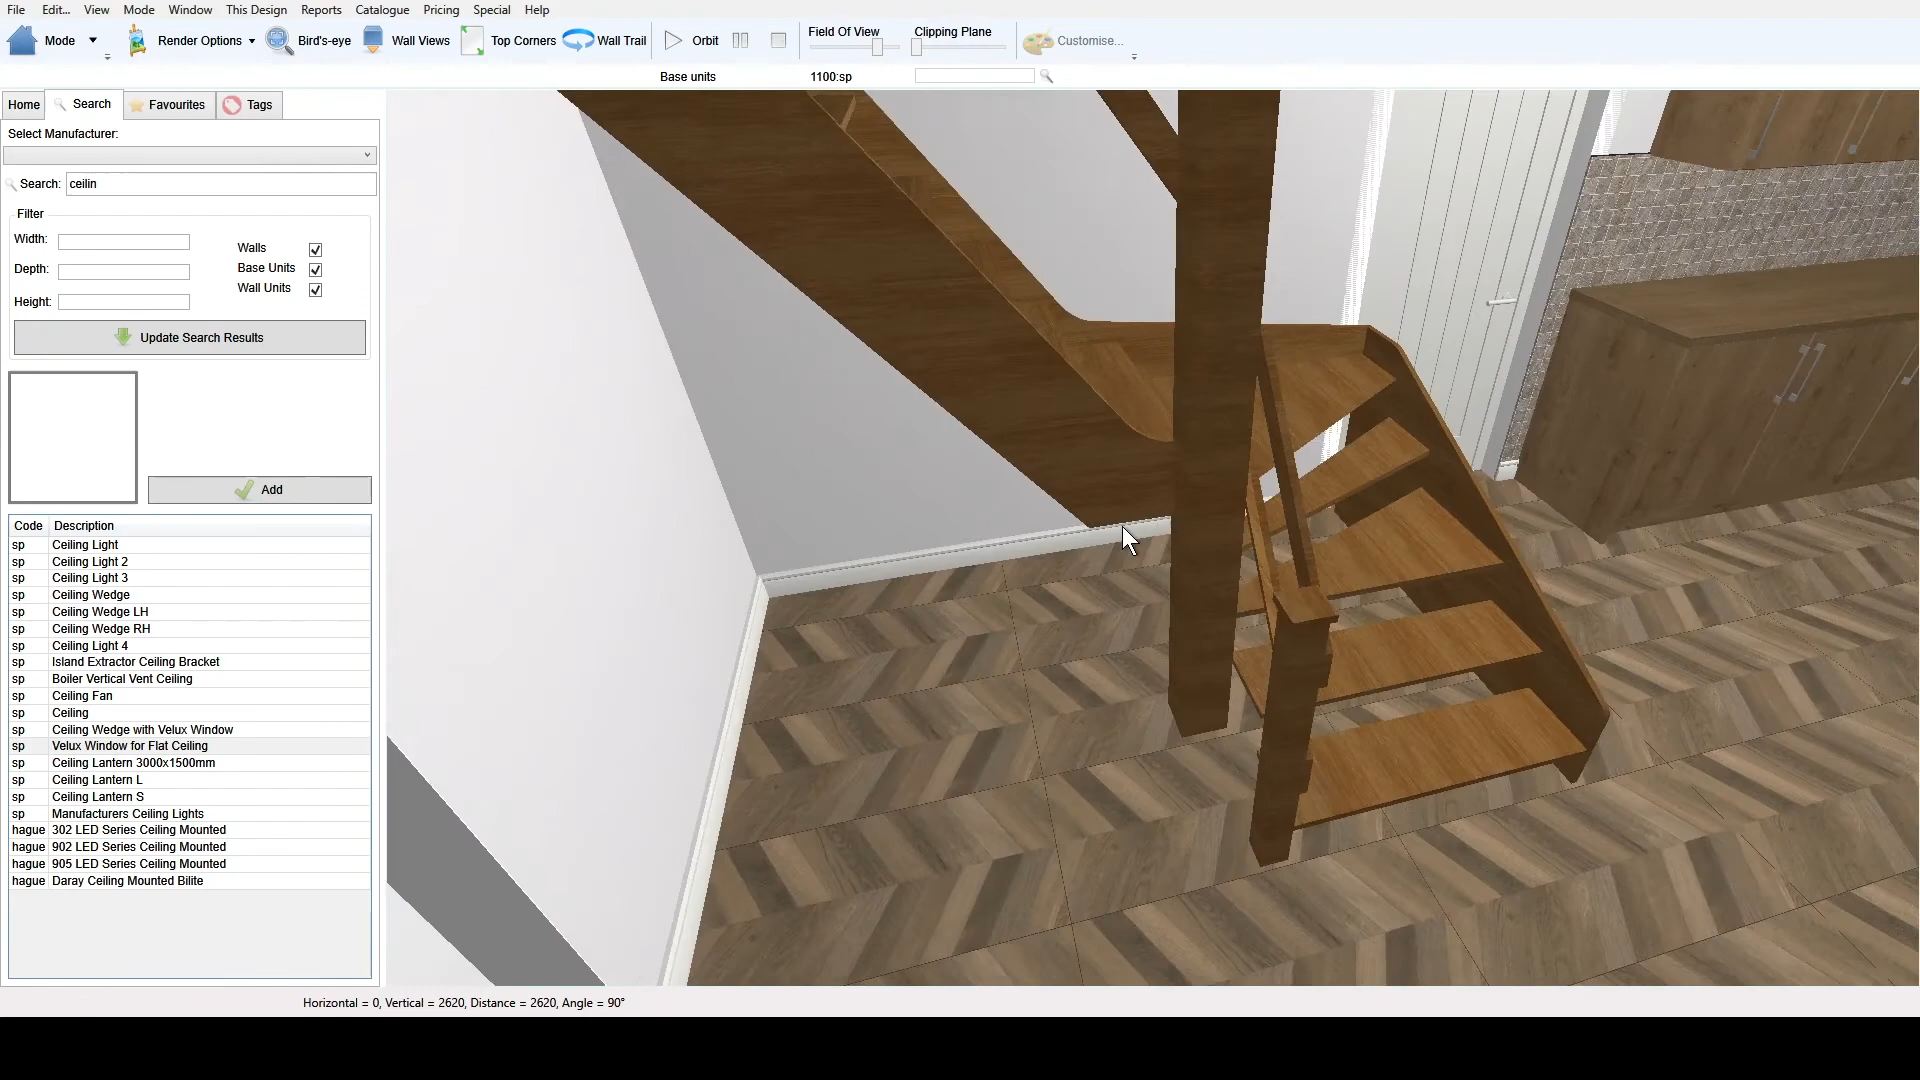 File Edit... View Mode Window This Design Reports Catalogue Pricing Special Help
Mode Render Options Bird's-eye Wall Views Top Corners Wall Trail Orbit Field Of View Clipping Plane Customise...
Base units 1100:sp
Home Search Favourites Tags
Select Manufacturer:
Search: ceilin
Filter
Width:
Walls
Depth:
Base Units
Wall Units
Height:
Update Search Results
Add
Code Description
sp Ceiling Light
sp Ceiling Light 2
sp Ceiling Light 3
sp Ceiling Wedge
sp Ceiling Wedge LH
sp Ceiling Wedge RH
sp Ceiling Light 4
sp Island Extractor Ceiling Bracket
sp Boiler Vertical Vent Ceiling
sp Ceiling Fan
sp Ceiling
sp Ceiling Wedge with Velux Window
sp Velux Window for Flat Ceiling
sp Ceiling Lantern 3000x1500mm
sp Ceiling Lantern L
sp Ceiling Lantern S
sp Manufacturers Ceiling Lights
hague 302 LED Series Ceiling Mounted
hague 902 LED Series Ceiling Mounted
hague 905 LED Series Ceiling Mounted
hague Daray Ceiling Mounted Bilite
Horizontal = 0, Vertical = 2620, Distance = 2620, Angle = 90°